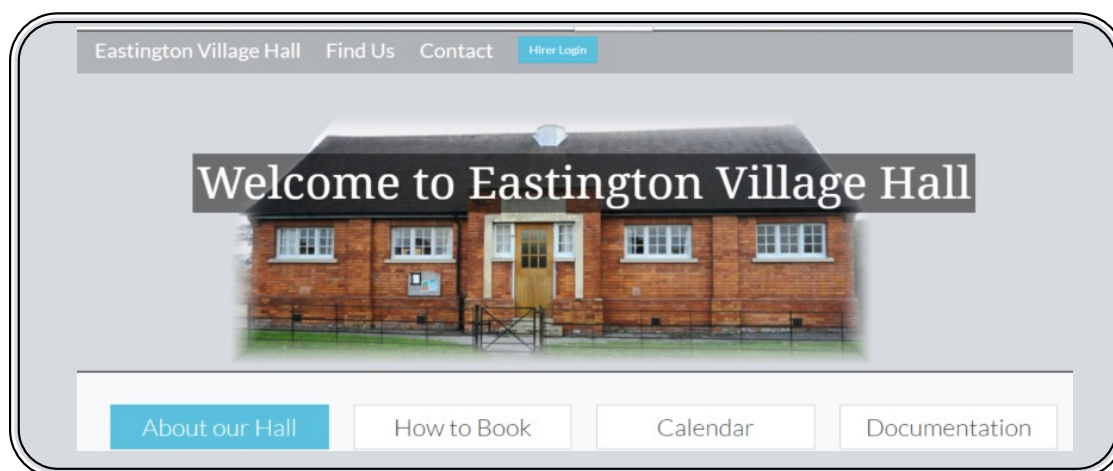 Eastington Village Hall Find Us Contact Hirer Login
Welcome to Eastington Village Hall
About our Hall How to Book Calendar Documentation